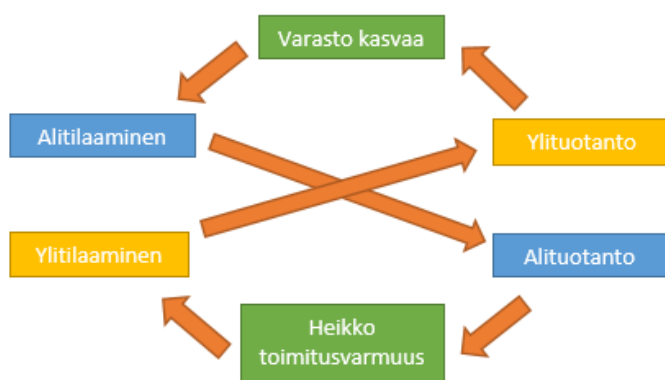 Varasto kasvaa
Alitilaaminen
Ylituotanto
Ylitilaaminen
Alituotanto
Heikko
toimitusvarmuus